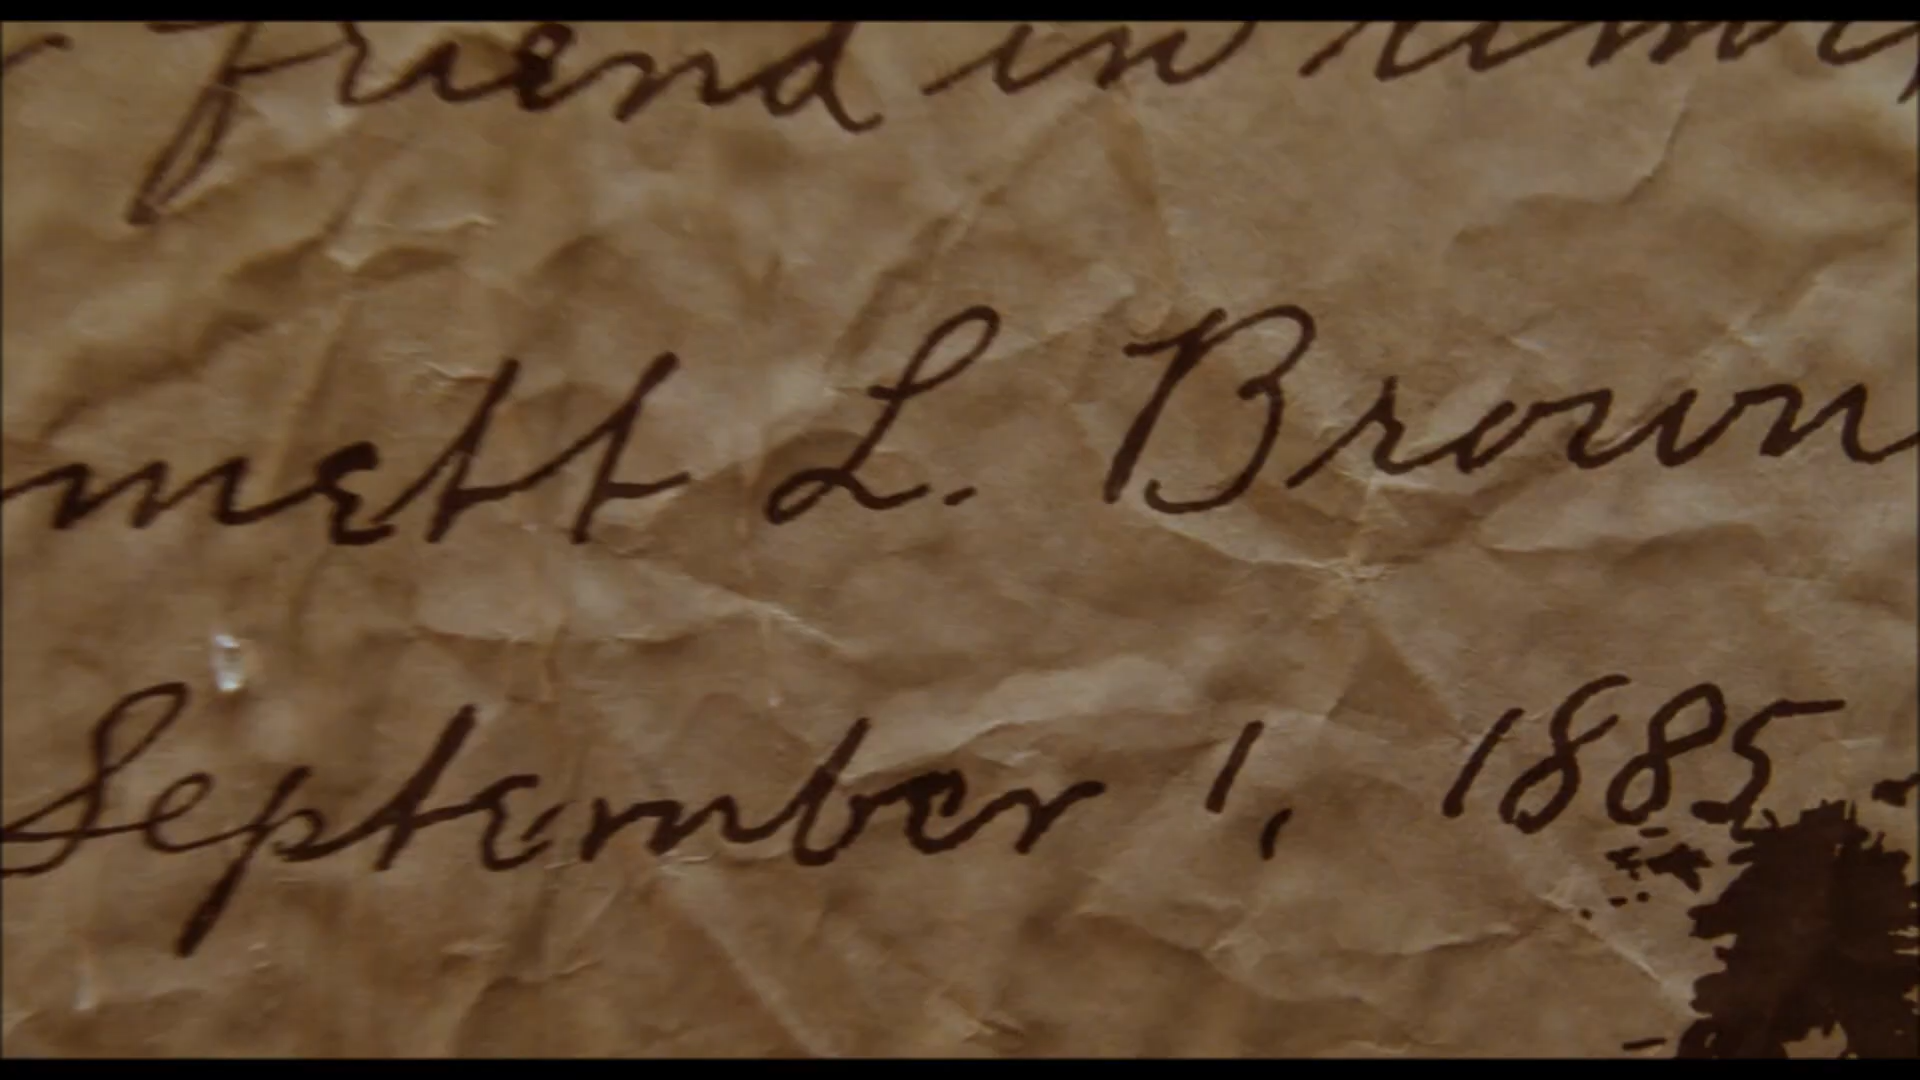 friend in
mett L. Brown
September 1, 1885